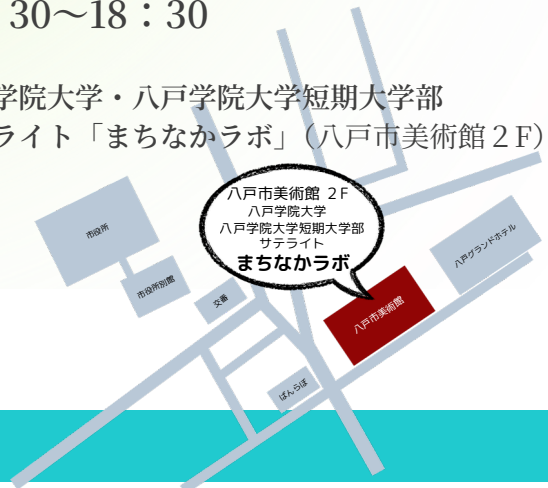 30～18：30
学院大学・八戸学院大学短期大学部
ライト「まちなかラボ」（八戸市美術館２F）
八戸市美術館 2F
八戸学院大学
八戸学院大学短期大学部
サテライト
まちなかラボ
市役所
市役所別館
交番
八戸グランドホテル
八戸市美術館
ばんらぼ